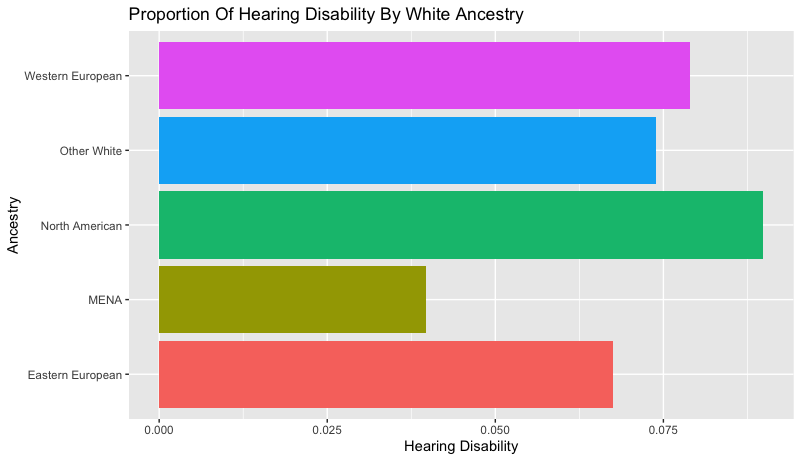 Proportion Of Hearing Disability By White Ancestry
Ancestry
Western European
Other White
North American
MENA
Eastern European
0.000 0.025 0.050 0.075
Hearing Disability